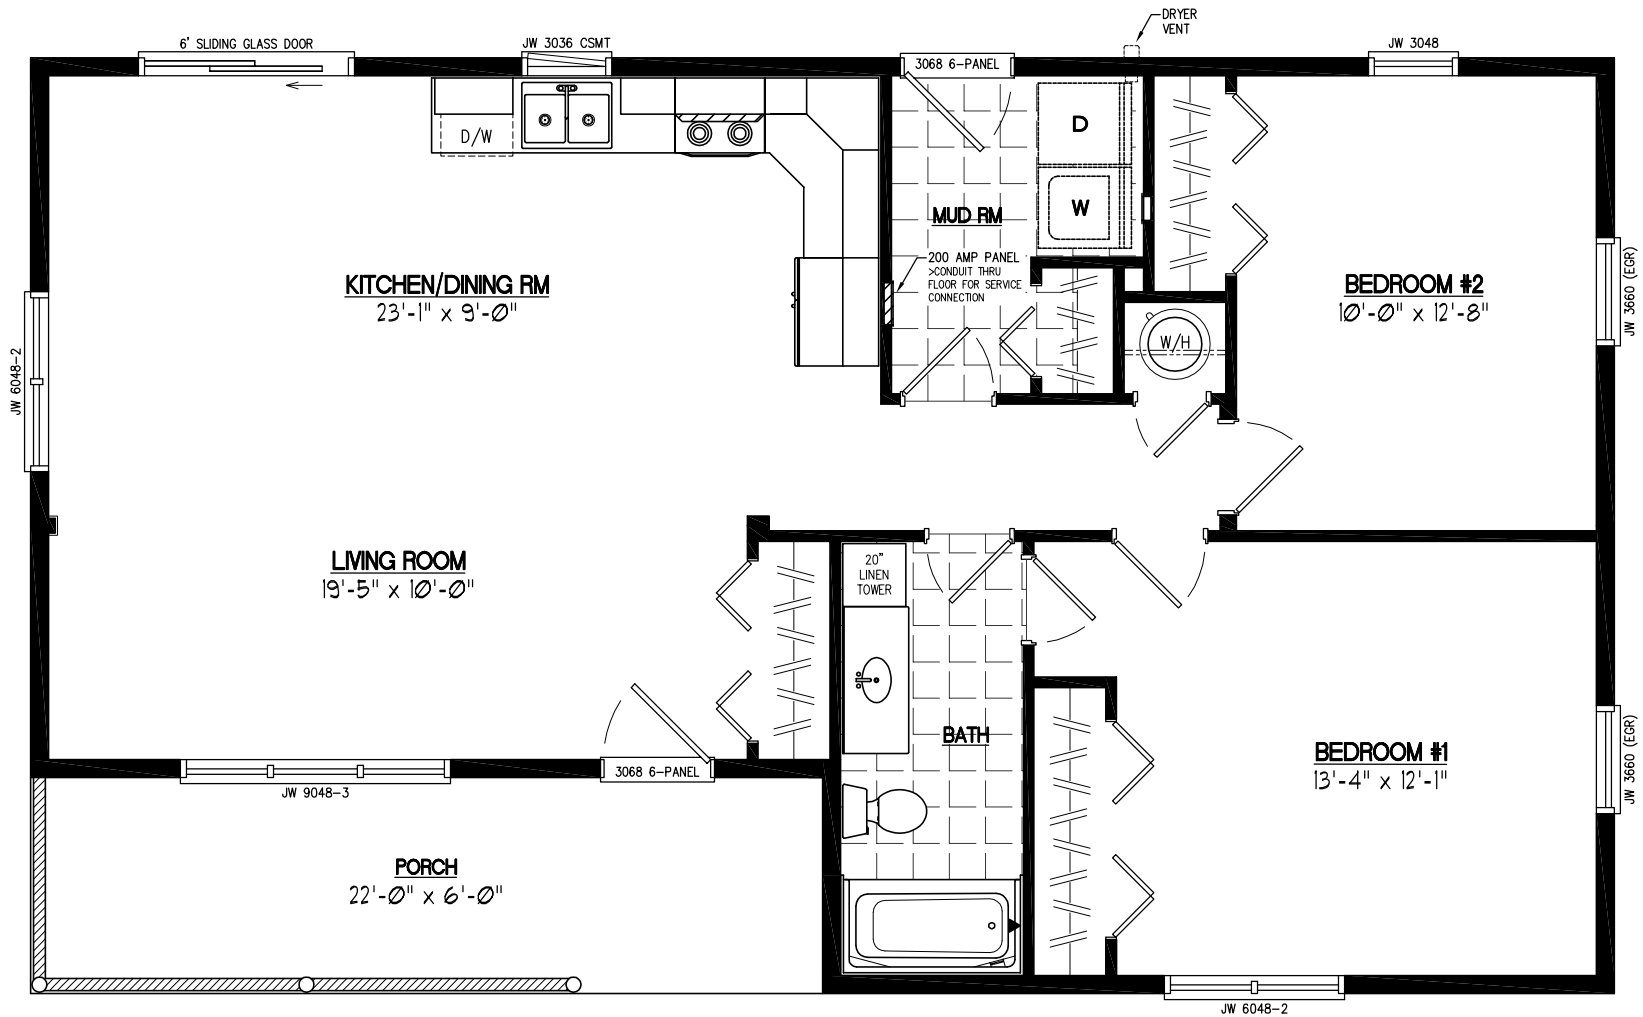 DRYER
VENT
6' SLIDING GLASS DOOR
JW 3036 CSMT
3068 6-PANEL
JW 3048
D/W
D
W
MUD RM
200 AMP PANEL
>CONDUIT THRU
FLOOR FOR SERVICE
CONNECTION
KITCHEN/DINING RM
23'-1" x 9'-0"
BEDROOM #2
10'-0" x 12'-8"
JW 3660 (EGR)
W/H
JW 6048-2
LIVING ROOM
19'-5" x 10'-0"
20"
LINEN
TOWER
BATH
BEDROOM #1
13'-4" x 12'-1"
JW 3660 (EGR)
3068 6-PANEL
JW 9048-3
PORCH
22'-0" x 6'-0"
JW 6048-2